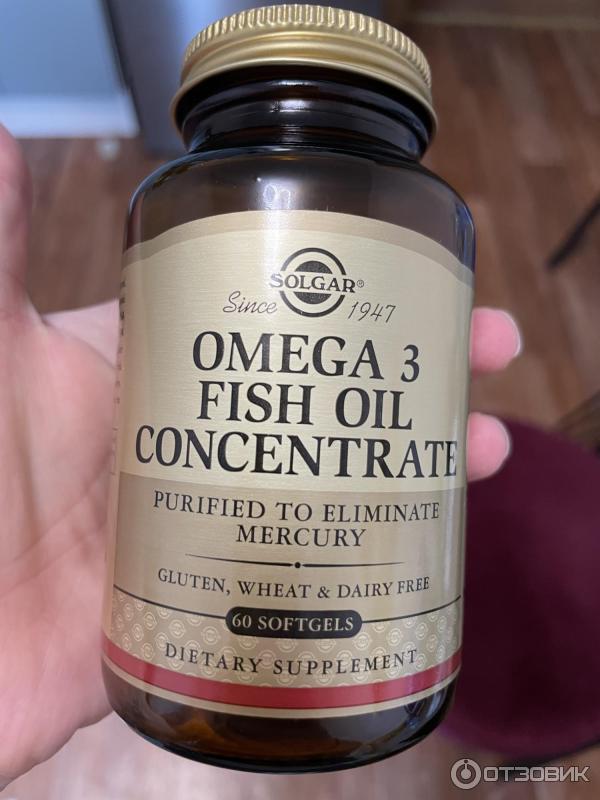 SOLGAR®
Since 1947
OMEGA 3
FISH OIL
CONCENTRATE
PURIFIED TO ELIMINATE
MERCURY
GLUTEN, WHEAT & DAIRY FREE
60 SOFTGELS
DIETARY SUPPLEMENT
ОТЗОВИК